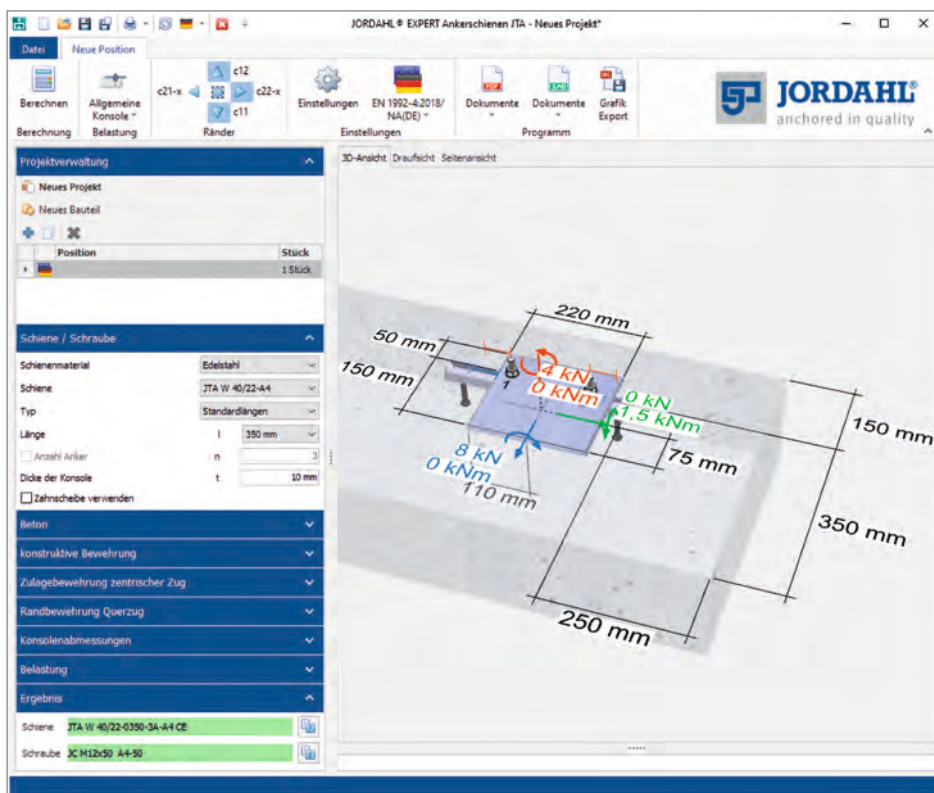 JORDAHL® EXPERT Ankerschienen JTA - Neues Projekt*
Datei Neue Position
c12
c21-x c22-x
c11
Berechnen Allgemeine Konsole Einstellungen EN 1992-4:2018/ NA(DE) Dokumente Dokumente Grafik Export
Berechnung Belastung Ränder Einstellungen Programm
JORDAHL®
anchored in quality
Projektverwaltung
Neues Projekt
Neues Bauteil
Position Stück
1 Stück
Schiene / Schraube
Schienenmaterial Edelstahl
Schiene JTA W 40/22-A4
Typ Standardlängen
Länge l 350 mm
Anzahl Anker n 3
Dicke der Konsole t 10 mm
Zahnscheibe verwenden
Beton
konstruktive Bewehrung
Zulagebewehrung zentrischer Zug
Randbewehrung Querzug
Konsolenabmessungen
Belastung
Ergebnis
Schiene JTA W 40/22-0350-3A-A4 CE
Schraube JC M12x50 A4-50
3D-Ansicht Draufsicht Seitenansicht
220 mm
50 mm
150 mm
1
4 kN
0 kNm
0 kN
1.5 kNm
150 mm
75 mm
8 kN
0 kNm
110 mm
350 mm
250 mm